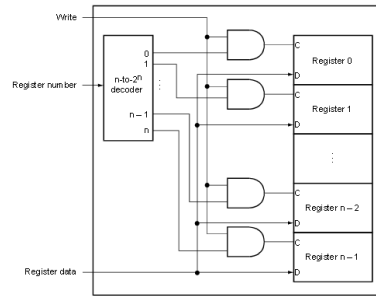 Write
0
1
n-to-2n
decoder
Register number
n – 1
n
Register data
C
Register 0
D
C
Register 1
D
C
Register n – 2
D
C
Register n – 1
D